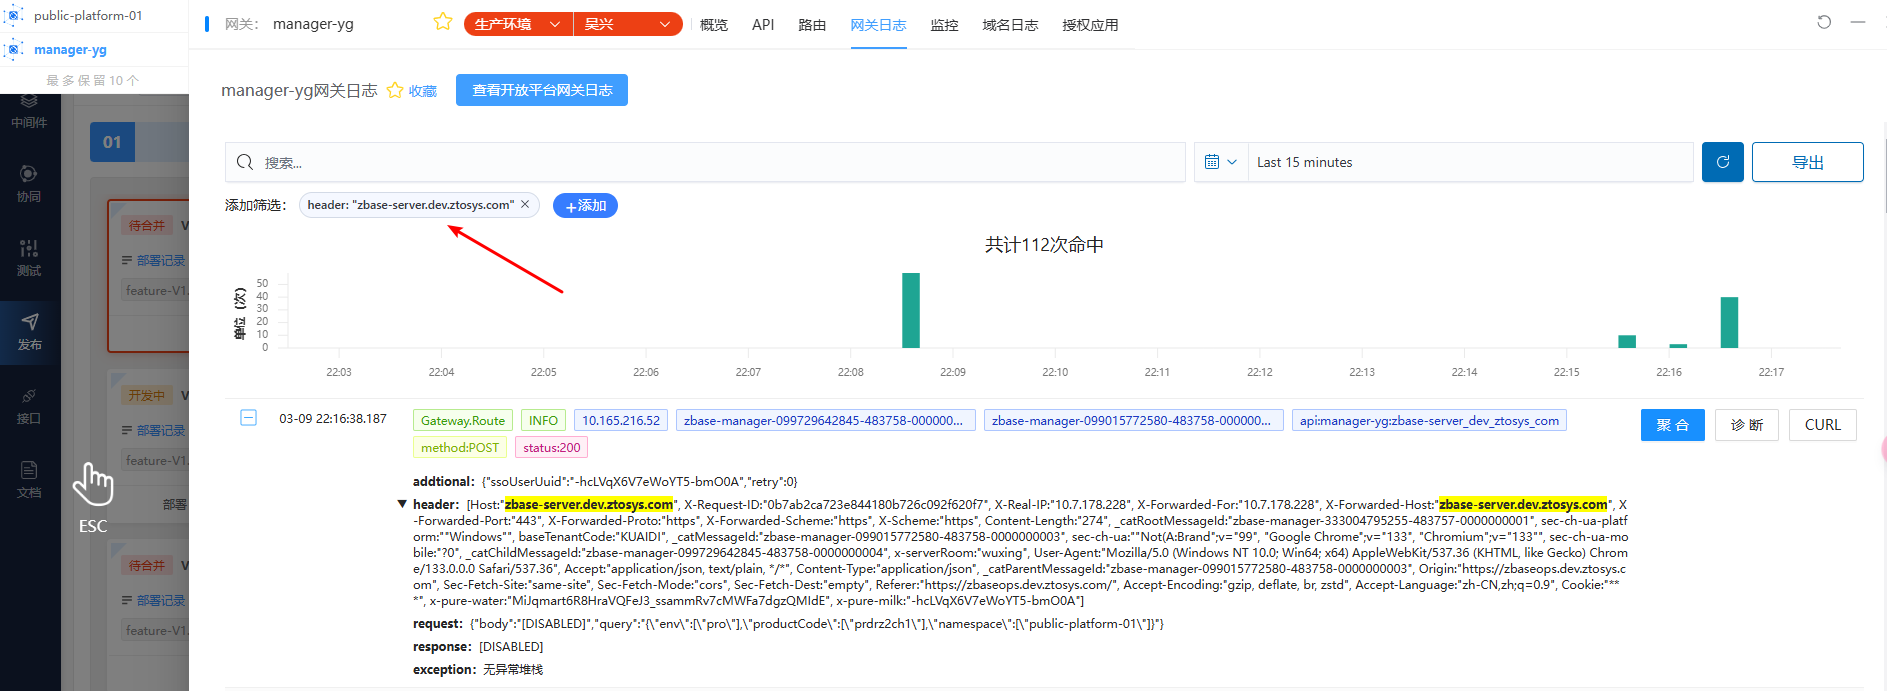 public-platform-01
manager-yg
最多保留10个
中间件
协同
测试
发布
接口
文档
01
待合并 V
部署记录
feature-V1.
开发中 V
部署记录
feature-V1.
部署
待合并 V
部署记录
feature-V1.
ESC
网关： manager-yg
生产环境 吴兴
概览 API 路由 网关日志 监控 域名日志 授权应用
manager-yg网关日志 收藏 查看开放平台网关日志
搜索...
Last 15 minutes
导出
添加筛选： header: "zbase-server.dev.ztosys.com" × +添加
共计112次命中
单位（次）
50
40
30
20
10
0
22:03 22:04 22:05 22:06 22:07 22:08 22:09 22:10 22:11 22:12 22:13 22:14 22:15 22:16 22:17
03-09 22:16:38.187 Gateway.Route INFO 10.165.216.52 zbase-manager-099729642845-483758-000000... zbase-manager-099015772580-483758-000000... api:manager-yg:zbase-server_dev_ztosys_com 聚合 诊断 CURL
method:POST status:200
addtional: {"ssoUserUuid":"-hcLVqX6V7eWoYT5-bmO0A","retry":0}
header: [Host:"zbase-server.dev.ztosys.com", X-Request-ID:"0b7ab2ca723e844180b726c092f620f7", X-Real-IP:"10.7.178.228", X-Forwarded-For:"10.7.178.228", X-Forwarded-Host:"zbase-server.dev.ztosys.com", X
-Forwarded-Port:"443", X-Forwarded-Proto:"https", X-Forwarded-Scheme:"https", X-Scheme:"https", Content-Length:"274", _catRootMessageId:"zbase-manager-333004795255-483757-0000000001", sec-ch-ua-plat
form:""Windows"", baseTenantCode:"KUAIDI", _catMessageId:"zbase-manager-099015772580-483758-0000000003", sec-ch-ua:""Not(A:Brand";v="99", "Google Chrome";v="133", "Chromium";v="133"", sec-ch-ua-mo
bile:"?0", _catChildMessageId:"zbase-manager-099729642845-483758-0000000004", x-serverRoom:"wuxing", User-Agent:"Mozilla/5.0 (Windows NT 10.0; Win64; x64) AppleWebKit/537.36 (KHTML, like Gecko) Chrom
e/133.0.0.0 Safari/537.36", Accept:"application/json, text/plain, */*", Content-Type:"application/json", _catParentMessageId:"zbase-manager-099015772580-483758-0000000003", Origin:"https://zbaseops.dev.ztosys.c
om", Sec-Fetch-Site:"same-site", Sec-Fetch-Mode:"cors", Sec-Fetch-Dest:"empty", Referer:"https://zbaseops.dev.ztosys.com/", Accept-Encoding:"gzip, deflate, br, zstd", Accept-Language:"zh-CN,zh;q=0.9", Cookie:"**
*", x-pure-water:"MiJqmart6R8HraVQFeJ3_ssammRv7cMWFa7dgzQMIdE", x-pure-milk:"-hcLVqX6V7eWoYT5-bmO0A"]
request: {"body":"[DISABLED]","query":"{\"env\":[\"pro\"],\"productCode\":[\"prdrz2ch1\"],\"namespace\":[\"public-platform-01\"]}"}
response: [DISABLED]
exception: 无异常堆栈